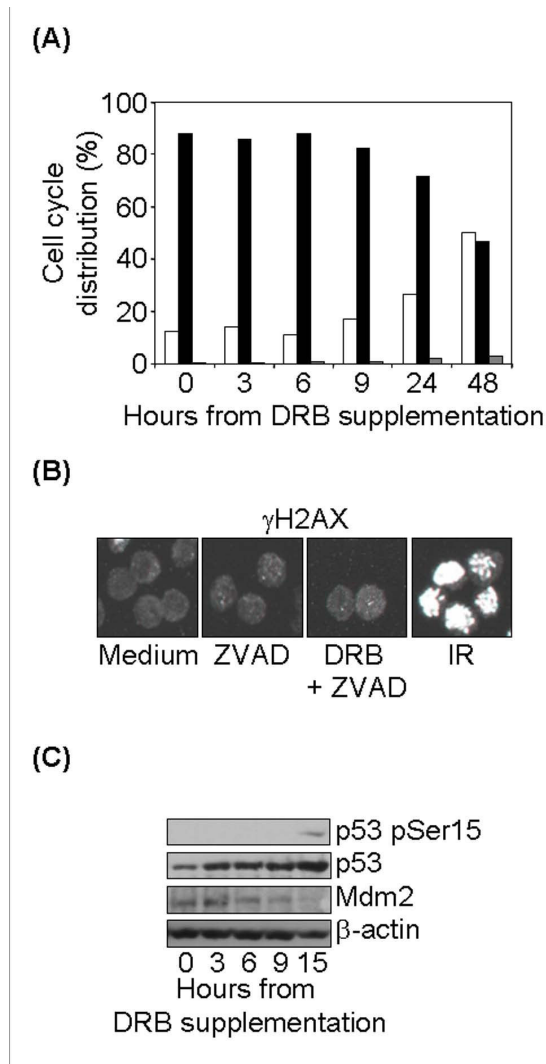 (A)
Cell cycle
distribution (%)
100
80
60
40
20
0
0 3 6 9 24 48
Hours from DRB supplementation
(B)
γH2AX
Medium ZVAD DRB + ZVAD IR
(C)
p53 pSer15
p53
Mdm2
β-actin
0 3 6 9 15
Hours from
DRB supplementation